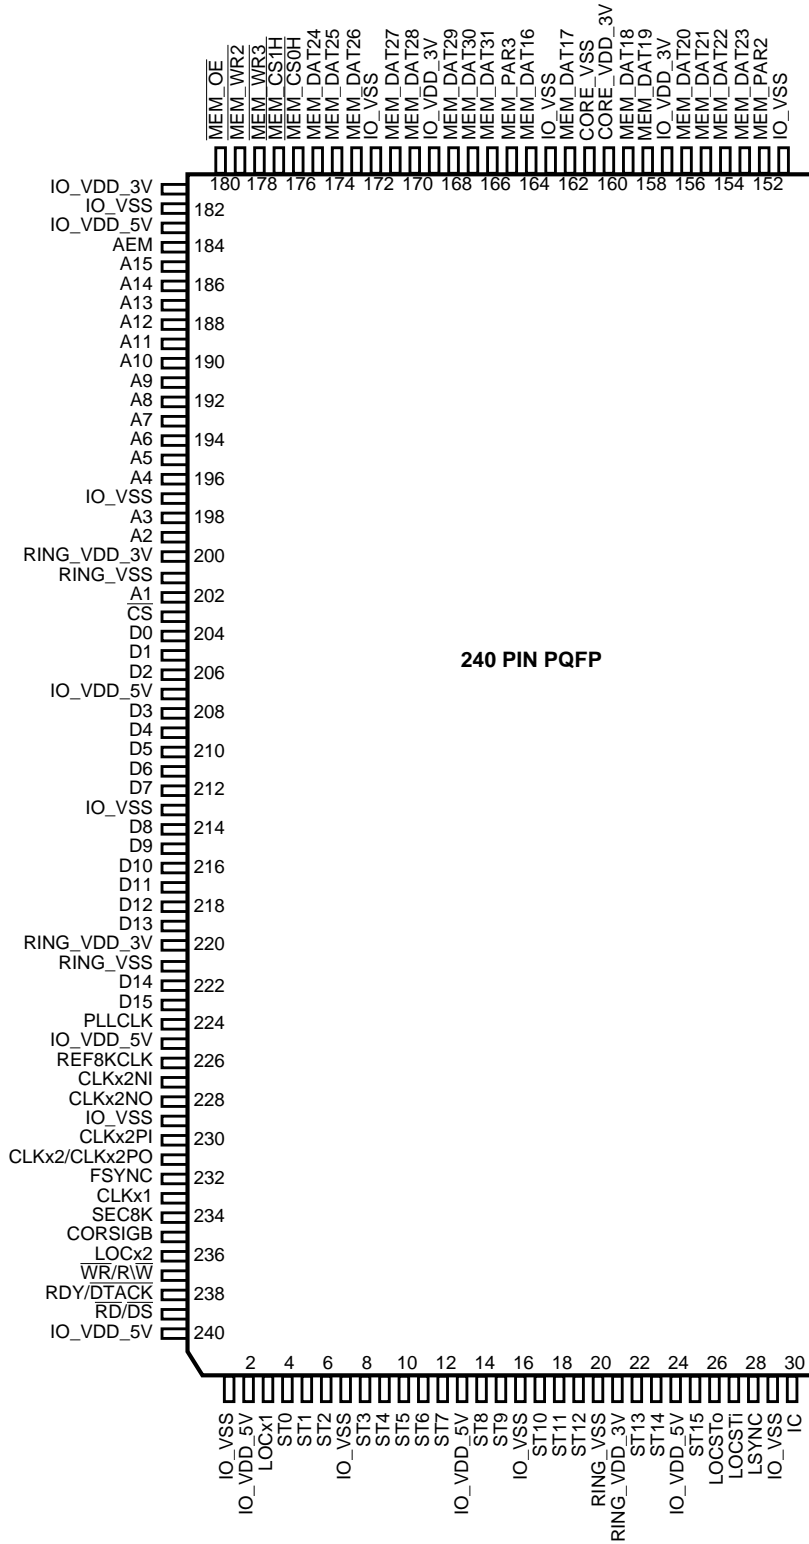 MEM_OE
MEM_WR2
MEM_WR3
MEM_CS1H
MEM_CS0H
MEM_DAT24
MEM_DAT25
MEM_DAT26
IO_VSS
MEM_DAT27
MEM_DAT28
IO_VDD_3V
MEM_DAT29
MEM_DAT30
MEM_DAT31
MEM_PAR3
MEM_DAT16
IO_VSS
MEM_DAT17
CORE_VSS
CORE_VDD_3V
MEM_DAT18
MEM_DAT19
IO_VDD_3V
MEM_DAT20
MEM_DAT21
MEM_DAT22
MEM_DAT23
MEM_PAR2
IO_VSS
180 178 176 174 172 170 168 166 164 162 160 158 156 154 152
IO_VDD_3V
IO_VSS 182
IO_VDD_5V
AEM 184
A15
A14 186
A13
A12 188
A11
A10 190
A9
A8 192
A7
A6 194
A5
A4 196
IO_VSS
A3 198
A2
RING_VDD_3V 200
RING_VSS
A1 202
CS
D0 204
D1
D2 206
IO_VDD_5V
D3 208
D4
D5 210
D6
D7 212
IO_VSS
D8 214
D9
D10 216
D11
D12 218
D13
RING_VDD_3V 220
RING_VSS
D14 222
D15
PLLCLK 224
IO_VDD_5V
REF8KCLK 226
CLKx2NI
CLKx2NO 228
IO_VSS
CLKx2PI 230
CLKx2/CLKx2PO
FSYNC 232
CLKx1
SEC8K 234
CORSIGB
LOCx2 236
WR/R\W
RDY/DTACK 238
RD/DS
IO_VDD_5V 240
240 PIN PQFP
2 4 6 8 10 12 14 16 18 20 22 24 26 28 30
IO_VSS
IO_VDD_5V
LOCx1
ST0
ST1
ST2
IO_VSS
ST3
ST4
ST5
ST6
ST7
IO_VDD_5V
ST8
ST9
IO_VSS
ST10
ST11
ST12
RING_VSS
RING_VDD_3V
ST13
ST14
IO_VDD_5V
ST15
LOCSTo
LOCSTi
LSYNC
IO_VSS
IC